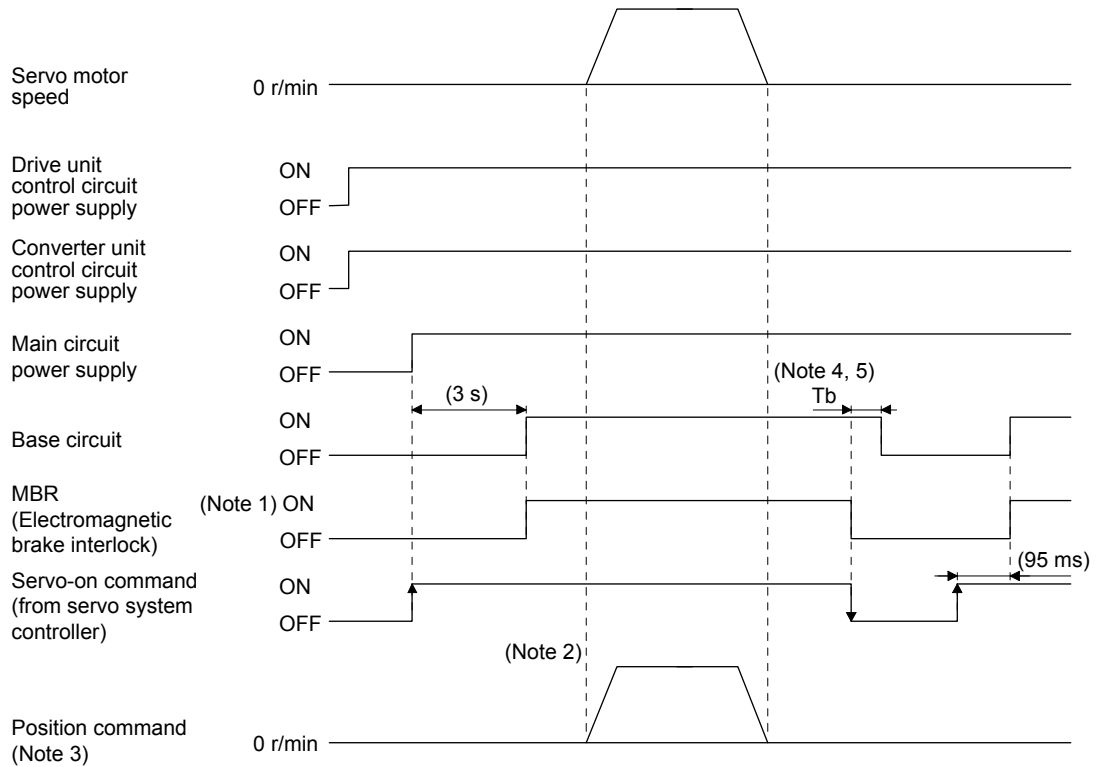 Servo motor
speed
0 r/min
Drive unit
control circuit
power supply
ON
OFF
Converter unit
control circuit
power supply
ON
OFF
Main circuit
power supply
ON
OFF
(3 s)
(Note 4, 5)
Tb
Base circuit
ON
OFF
MBR
(Electromagnetic
brake interlock)
(Note 1) ON
OFF
(95 ms)
Servo-on command
(from servo system
controller)
ON
OFF
(Note 2)
Position command
(Note 3)
0 r/min